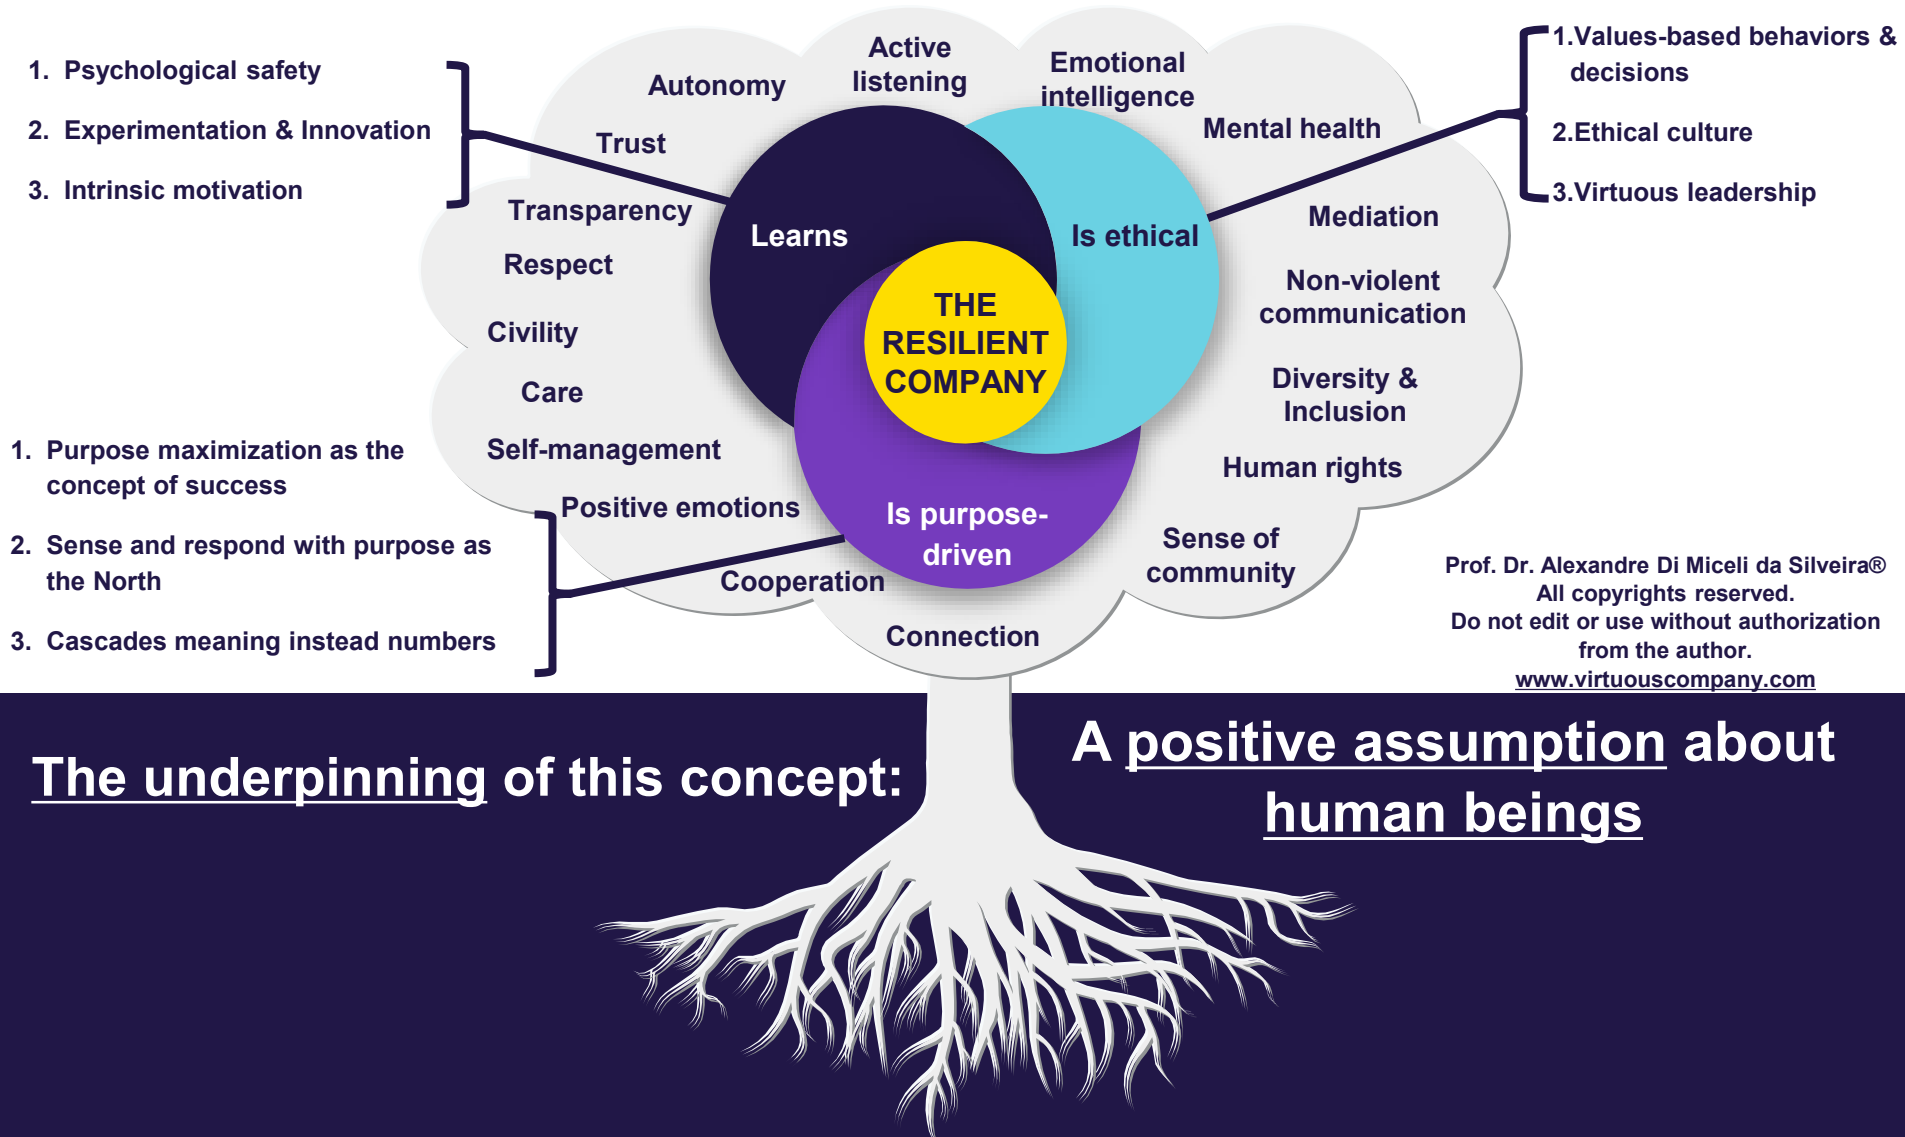 1. Psychological safety
2. Experimentation & Innovation
3. Intrinsic motivation
1. Purpose maximization as the
concept of success
2. Sense and respond with purpose as
the North
3. Cascades meaning instead numbers
Autonomy
Active
listening
Emotional
intelligence
Mental health
Trust
Transparency
Respect
Civility
Care
Self-management
Positive emotions
Cooperation
Connection
Sense of
community
Human rights
Diversity &
Inclusion
Non-violent
communication
Mediation
Learns
Is ethical
THE
RESILIENT
COMPANY
Is purpose-
driven
1.Values-based behaviors &
decisions
2.Ethical culture
3.Virtuous leadership
Prof. Dr. Alexandre Di Miceli da Silveira®
All copyrights reserved.
Do not edit or use without authorization
from the author.
www.virtuouscompany.com
The underpinning of this concept:
A positive assumption about
human beings